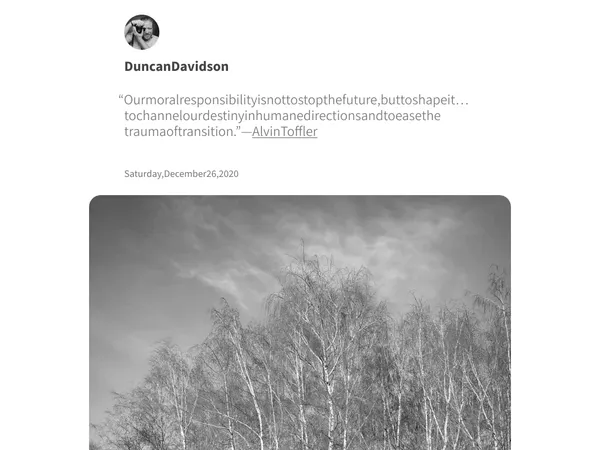 DuncanDavidson
“Ourmoralresponsibilityisnottostopthefuture,buttoshapeit…
tochannelourdestinyinhumanedirectionsandtoeasethe
traumaoftransition.”—AlvinToffler
Saturday,December26,2020